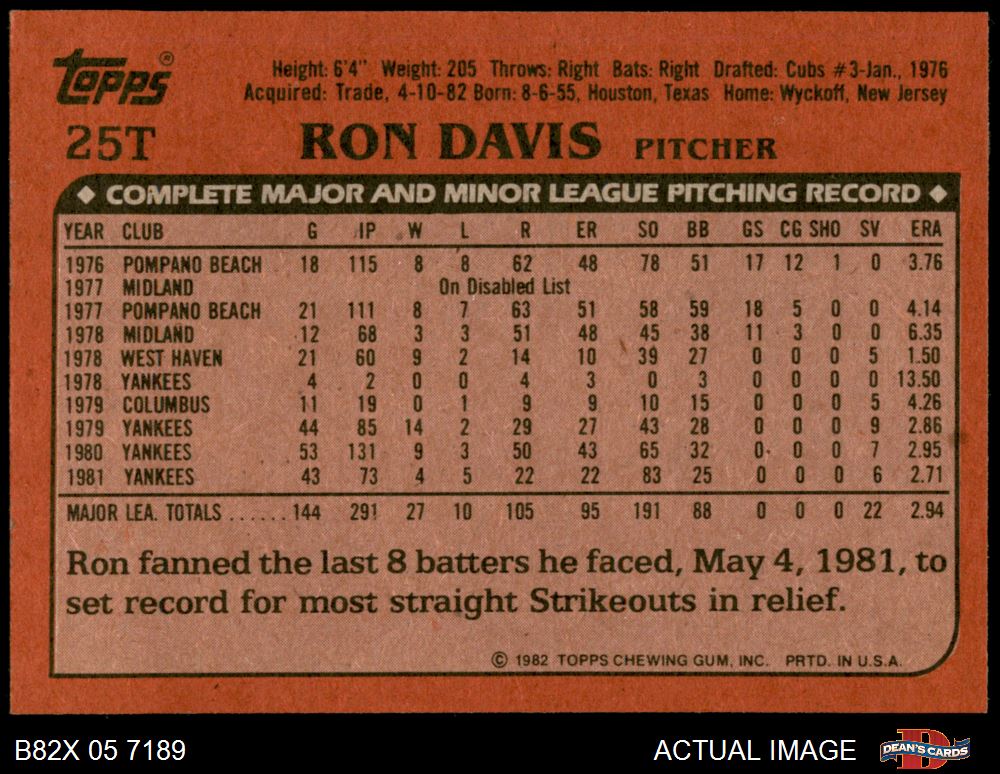 Topps®
Height: 6'4" Weight: 205 Throws: Right Bats: Right Drafted: Cubs #3-Jan., 1976
Acquired: Trade, 4-10-82 Born: 8-6-55, Houston, Texas Home: Wyckoff, New Jersey
25T RON DAVIS PITCHER
◆ COMPLETE MAJOR AND MINOR LEAGUE PITCHING RECORD ◆
YEAR CLUB G IP W L R ER SO BB GS CG SHO SV ERA
1976 POMPANO BEACH 18 115 8 8 62 48 78 51 17 12 1 0 3.76
1977 MIDLAND On Disabled List
1977 POMPANO BEACH 21 111 8 7 63 51 58 59 18 5 0 0 4.14
1978 MIDLAND 12 68 3 3 51 48 45 38 11 3 0 0 6.35
1978 WEST HAVEN 21 60 9 2 14 10 39 27 0 0 0 5 1.50
1978 YANKEES 4 2 0 0 4 3 0 3 0 0 0 0 13.50
1979 COLUMBUS 11 19 0 1 9 9 10 15 0 0 0 5 4.26
1979 YANKEES 44 85 14 2 29 27 43 28 0 0 0 9 2.86
1980 YANKEES 53 131 9 3 50 43 65 32 0 0 0 7 2.95
1981 YANKEES 43 73 4 5 22 22 83 25 0 0 0 6 2.71
MAJOR LEA. TOTALS ...... 144 291 27 10 105 95 191 88 0 0 0 22 2.94
Ron fanned the last 8 batters he faced, May 4, 1981, to
set record for most straight Strikeouts in relief.
© 1982 TOPPS CHEWING GUM, INC. PRTD. IN U.S.A.
B82X 05 7189 ACTUAL IMAGE DEAN'S CARDS